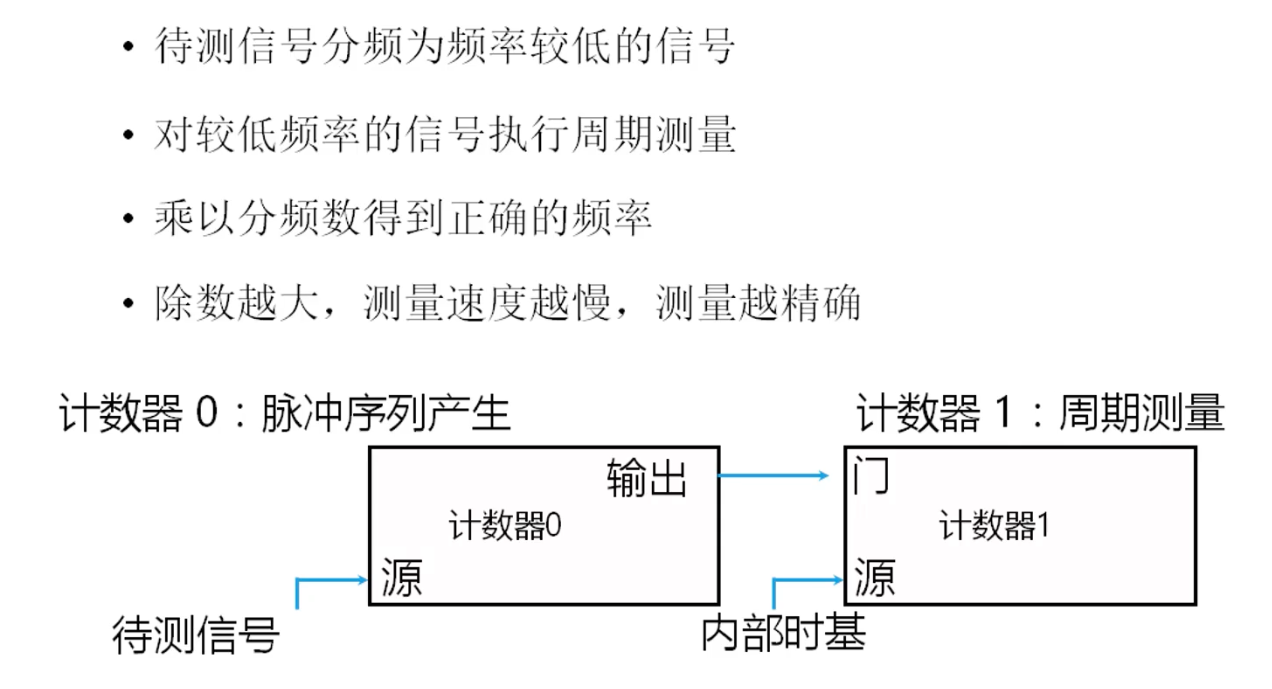 • 待测信号分频为频率较低的信号
• 对较低频率的信号执行周期测量
• 乘以分频数得到正确的频率
• 除数越大，测量速度越慢，测量越精确
计数器 0：脉冲序列产生
计数器 1：周期测量
输出
门
计数器0
计数器1
源
源
待测信号
内部时基